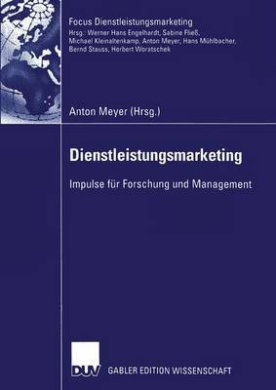 Focus Dienstleistungsmarketing
Hrsg.: Werner Hans Engelhardt, Sabine Fließ,
Michael Kleinaltenkamp, Anton Meyer, Hans Mühlbacher,
Bernd Stauss, Herbert Woratschek
Anton Meyer (Hrsg.)
Dienstleistungsmarketing
Impulse für Forschung und Management
DUV
GABLER EDITION WISSENSCHAFT